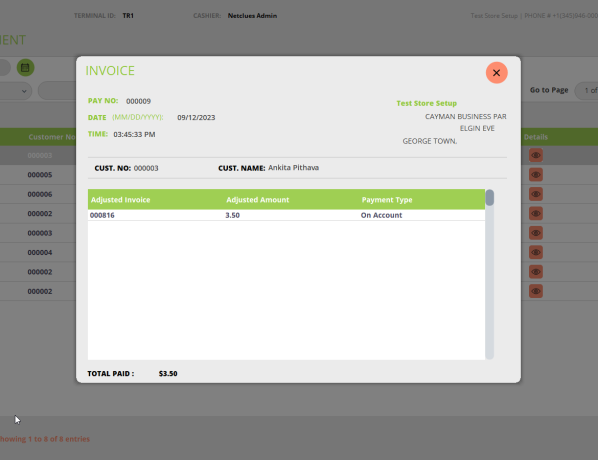 TERMINAL ID: TR1 CASHIER: Netclues Admin Test Store Setup | PHONE # +1(345)946-00
MENT
INVOICE
Go to Page 1 of
PAY NO: 000009
Test Store Setup
DATE (MM/DD/YYYY): 09/12/2023
CAYMAN BUSINESS PAR
ELGIN EVE
TIME: 03:45:33 PM
GEORGE TOWN,
Customer No
Details
CUST. NO: 000003 CUST. NAME: Ankita Pithava
000003
000005
000006
000002
000003
000004
000002
000002
Adjusted Invoice Adjusted Amount Payment Type
000816 3.50 On Account
TOTAL PAID : $3.50
howing 1 to 8 of 8 entries